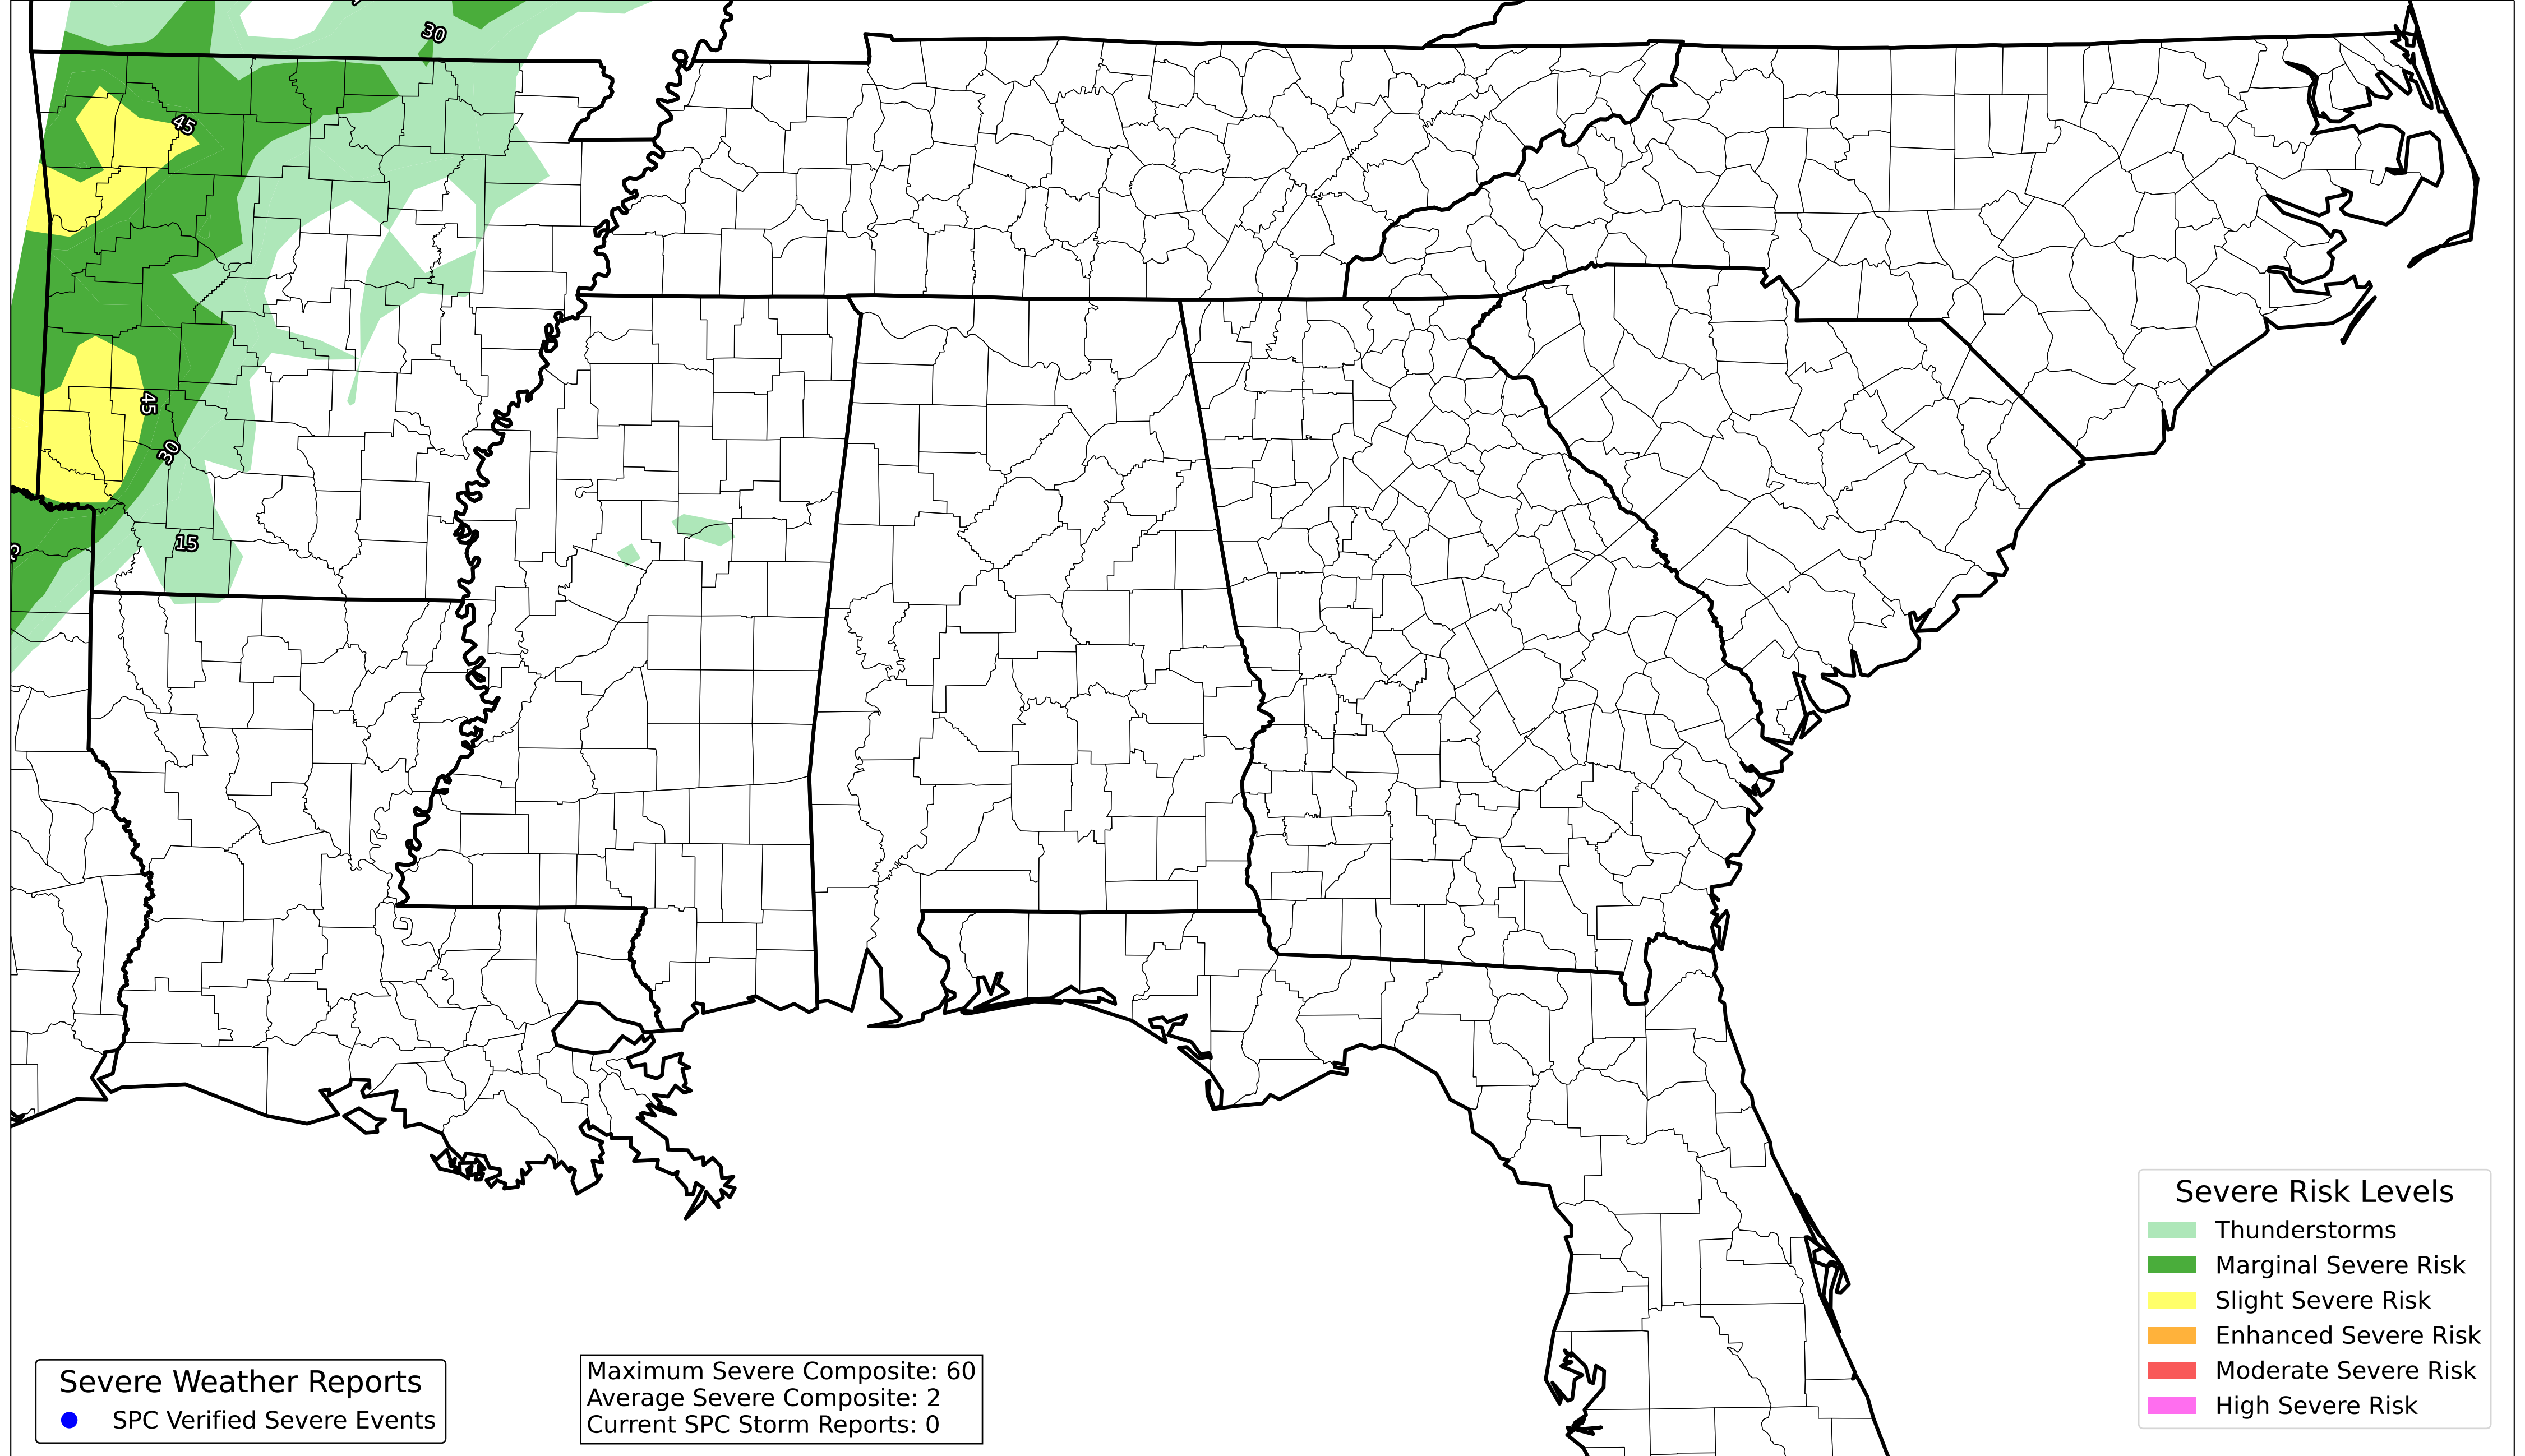 30
45
45
30
15
Severe Risk Levels
Thunderstorms
Marginal Severe Risk
Slight Severe Risk
Enhanced Severe Risk
Moderate Severe Risk
High Severe Risk
Severe Weather Reports
SPC Verified Severe Events
Maximum Severe Composite: 60
Average Severe Composite: 2
Current SPC Storm Reports: 0